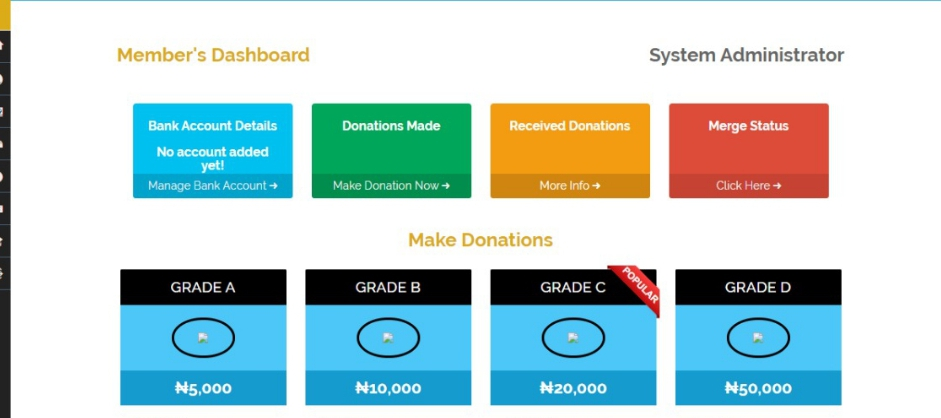 Member's Dashboard
System Administrator
Bank Account Details
No account added
yet!
Manage Bank Account ➜
Donations Made
Make Donation Now ➜
Received Donations
More Info ➜
Merge Status
Click Here ➜
Make Donations
GRADE A
₦5,000
GRADE B
₦10,000
GRADE C
POPULAR
₦20,000
GRADE D
₦50,000